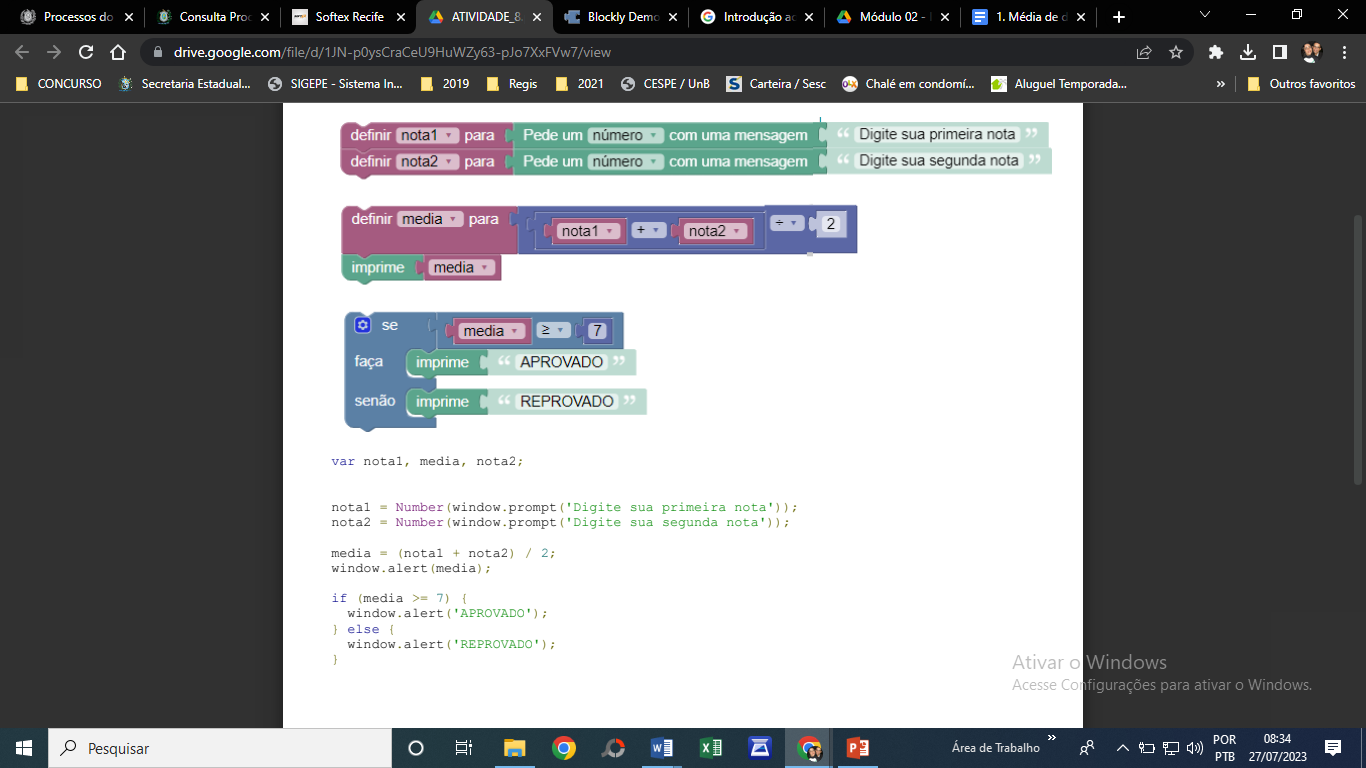 Processos do
Consulta Pro
Softex Recife
ATIVIDADE_8.
Blockly Demo
Introdução ao
Módulo 02 -
1. Média de d
drive.google.com/file/d/1JN-p0ysCraCeU9HuWZy63-pJo7XxFVw7/view
CONCURSO
Secretaria Estadual...
SIGEPE - Sistema In...
2019
Regis
2021
CESPE / UnB
Carteira / Sesc
Chalé em condomí...
Aluguel Temporada...
»
Outros favoritos
definir nota1 para Pede um número com uma mensagem “ Digite sua primeira nota ”
definir nota2 para Pede um número com uma mensagem “ Digite sua segunda nota ”
definir media para nota1 + nota2 ÷ 2
imprime media
se media ≥ 7
faça imprime “ APROVADO ”
senão imprime “ REPROVADO ”
var nota1, media, nota2;
nota1 = Number(window.prompt('Digite sua primeira nota'));
nota2 = Number(window.prompt('Digite sua segunda nota'));
media = (nota1 + nota2) / 2;
window.alert(media);
if (media >= 7) {
window.alert('APROVADO');
} else {
window.alert('REPROVADO');
}
Ativar o Windows
Acesse Configurações para ativar o Windows.
Pesquisar
Área de Trabalho »
POR
PTB
08:34
27/07/2023